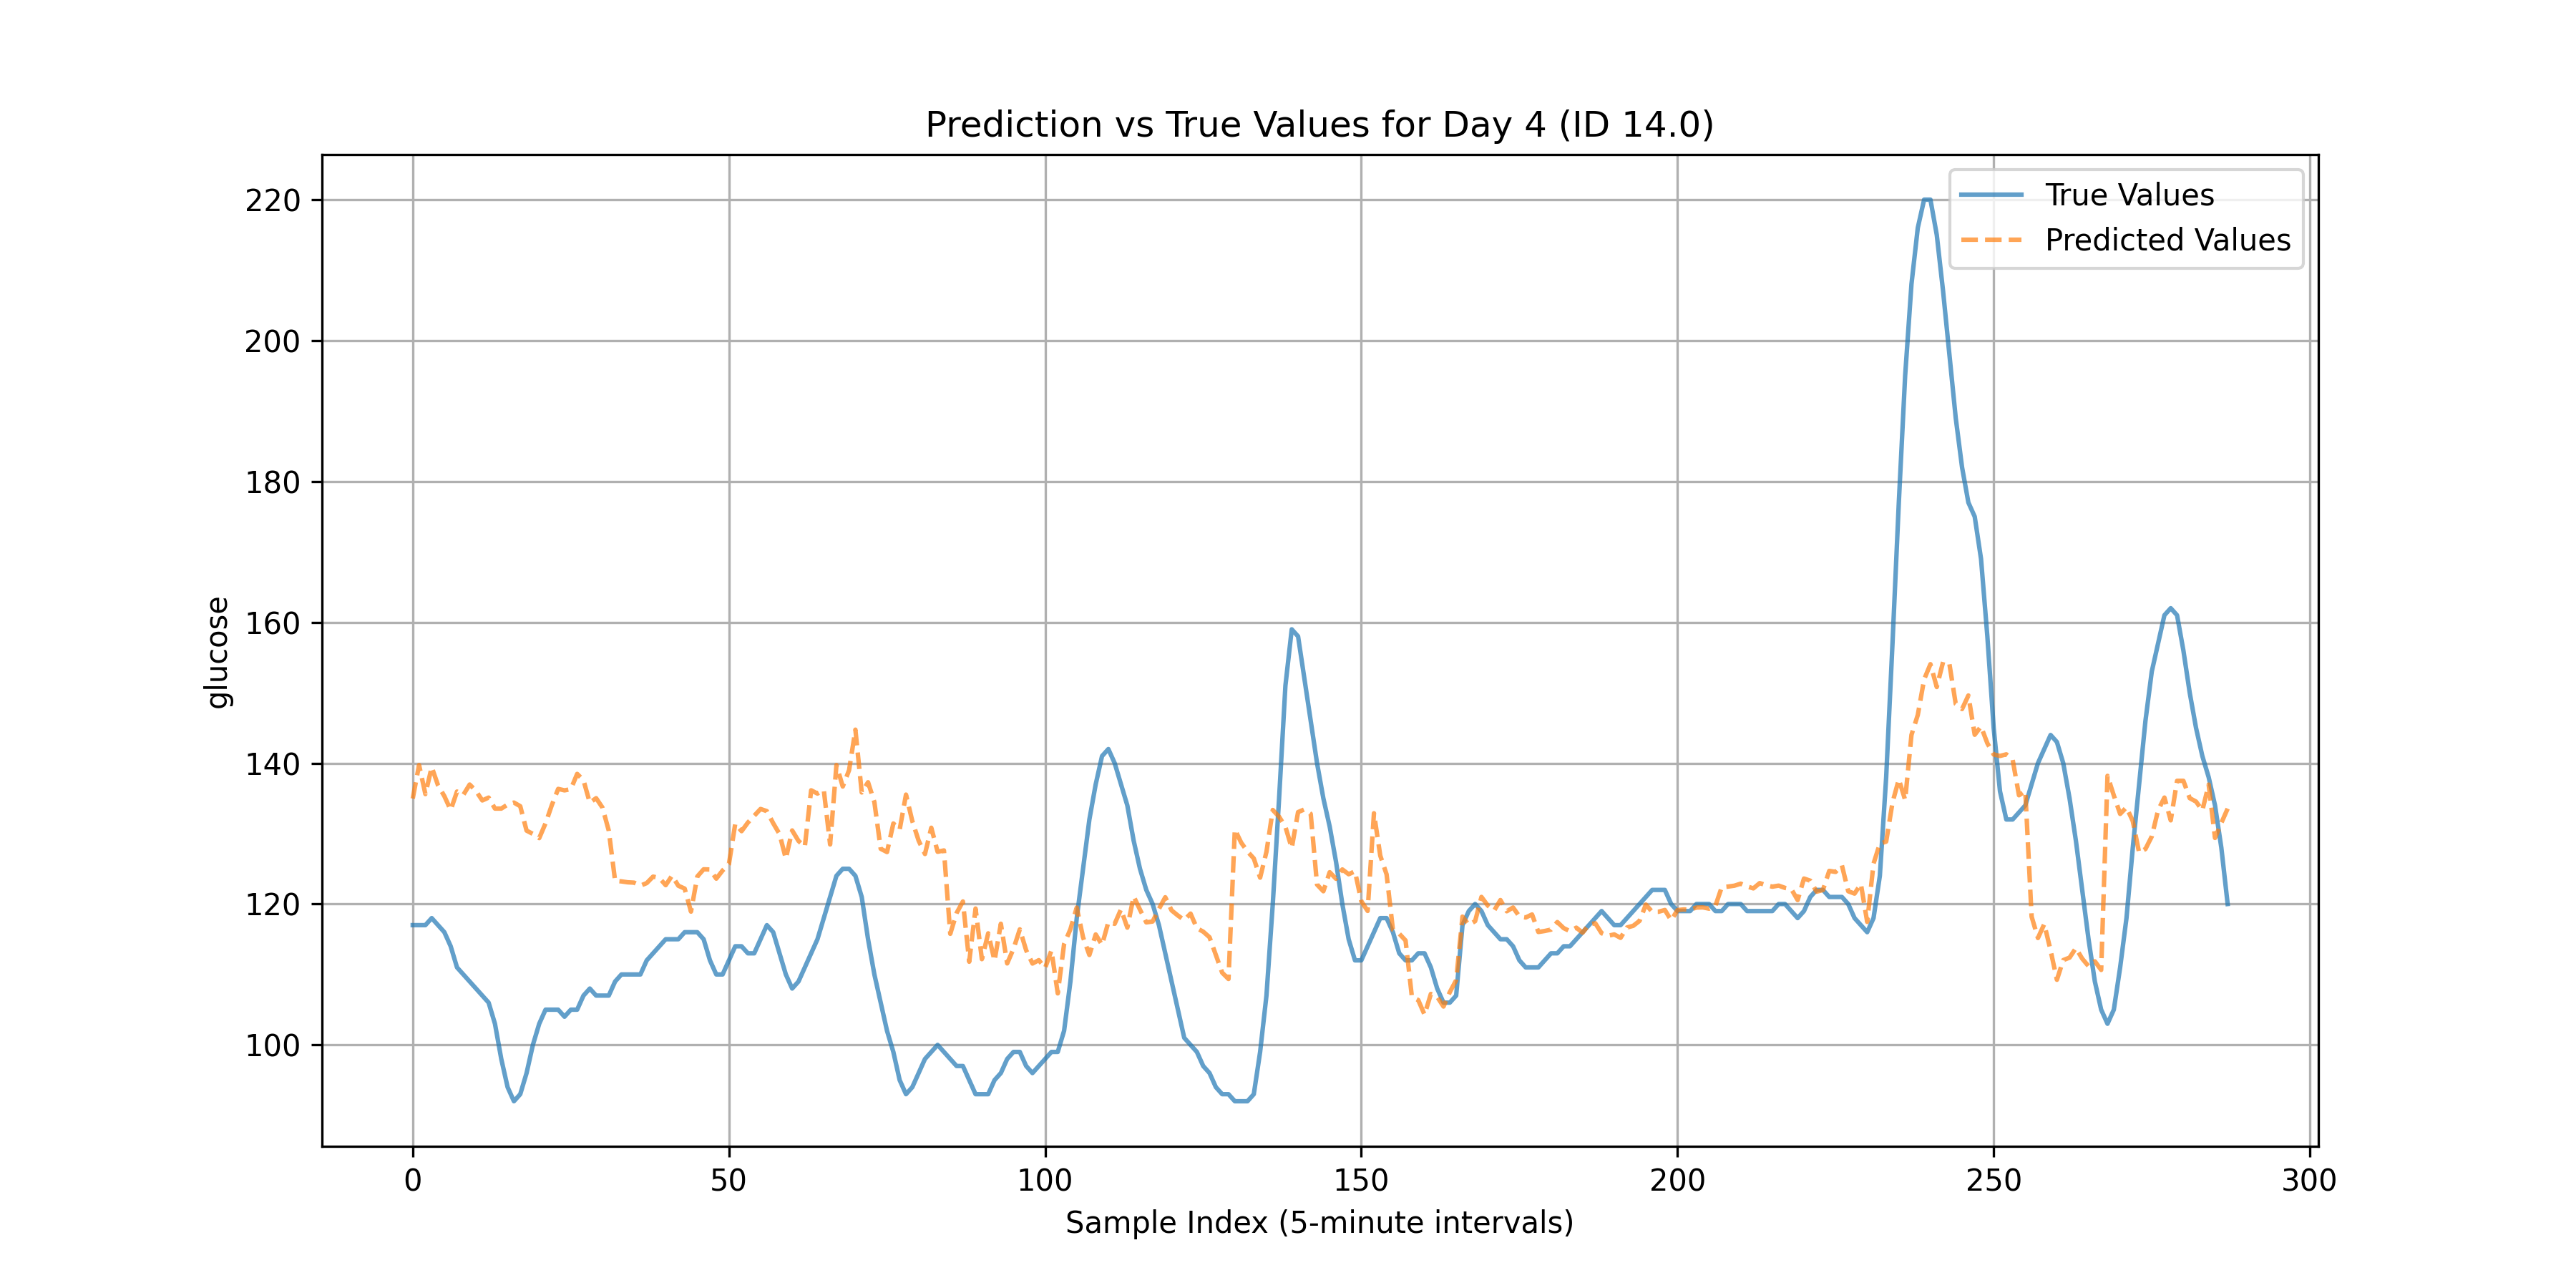 Prediction vs True Values for Day 4 (ID 14.0)
True Values
Predicted Values
glucose
220
200
180
160
140
120
100
0 50 100 150 200 250 300
Sample Index (5-minute intervals)